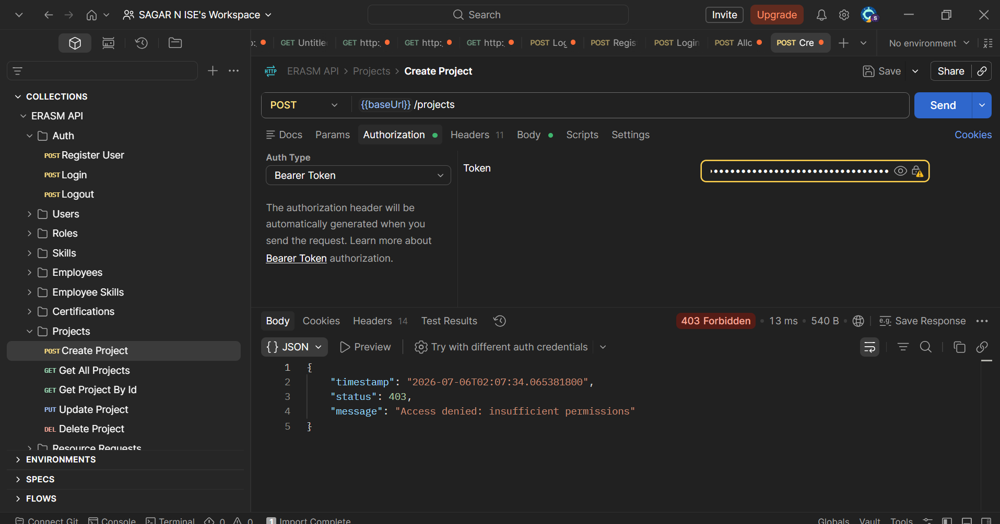 SAGAR N ISE's Workspace
Search
Invite
Upgrade
GET Untitle
GET http:
GET http:
GET http:
POST Log
POST Regis
POST Login
POST Allo
POST Cre
No environment
ERASM API > Projects > Create Project
Save
Share
COLLECTIONS
ERASM API
Auth
POST Register User
POST Login
POST Logout
Users
Roles
Skills
Employees
Employee Skills
Certifications
Projects
POST Create Project
GET All Projects
GET Get Project By Id
PUT Update Project
DEL Delete Project
Resource Requests
ENVIRONMENTS
SPECS
FLOWS
POST
{{baseUrl}} /projects
Send
Docs
Params
Authorization
Headers 11
Body
Scripts
Settings
Cookies
Auth Type
Bearer Token
The authorization header will be
automatically generated when you
send the request. Learn more about
Bearer Token authorization.
Token
Body
Cookies
Headers 14
Test Results
403 Forbidden
13 ms
540 B
e.g. Save Response
{} JSON
Preview
Try with different auth credentials
1 {
2 "timestamp": "2026-07-06T02:07:34.065381800",
3 "status": 403,
4 "message": "Access denied: insufficient permissions"
5 }
Connect Git
Console
Terminal
0
0
1 Import Complete
Globals
Vault
Tools